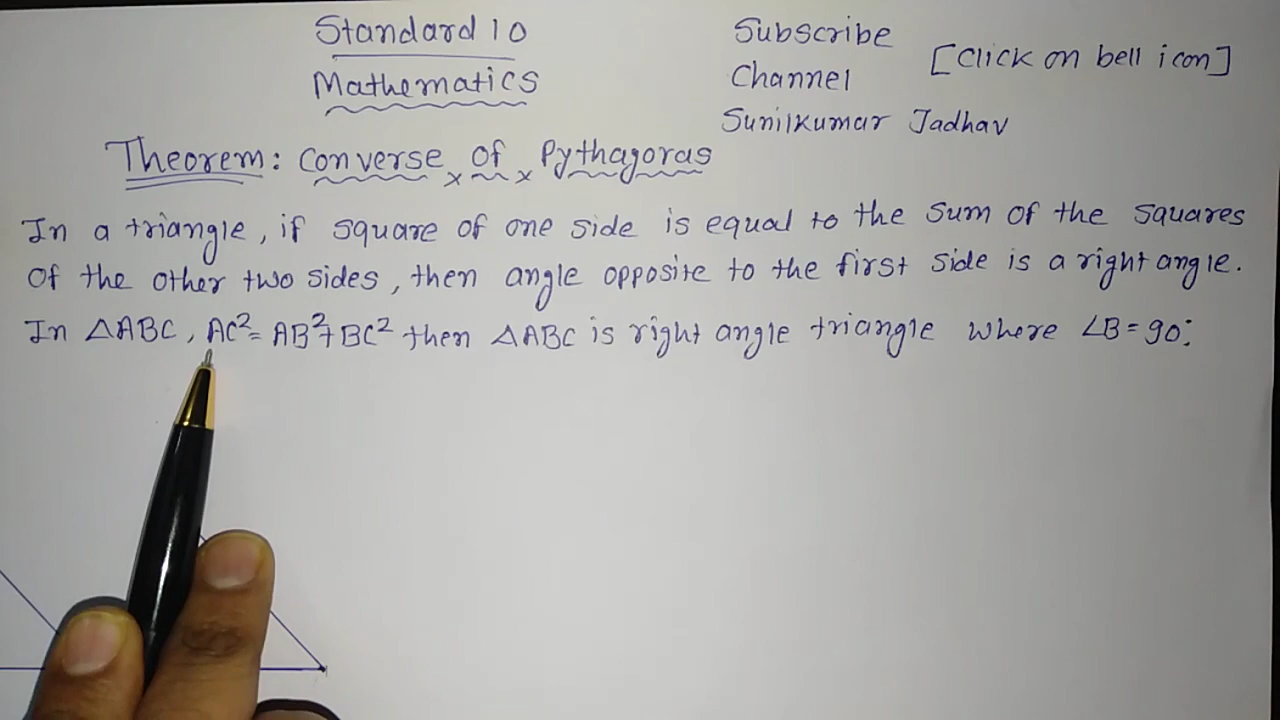 Standard 10
Mathematics
Subscribe
Channel
[Click on bell icon]
Sunilkumar Jadhav
Theorem: Converse of Pythagoras
In a triangle, if square of one side is equal to the sum of the squares
of the other two sides, then angle opposite to the first side is a right angle.
In △ABC, AC² = AB² + BC² then △ABC is right angle triangle where ∠B = 90°.